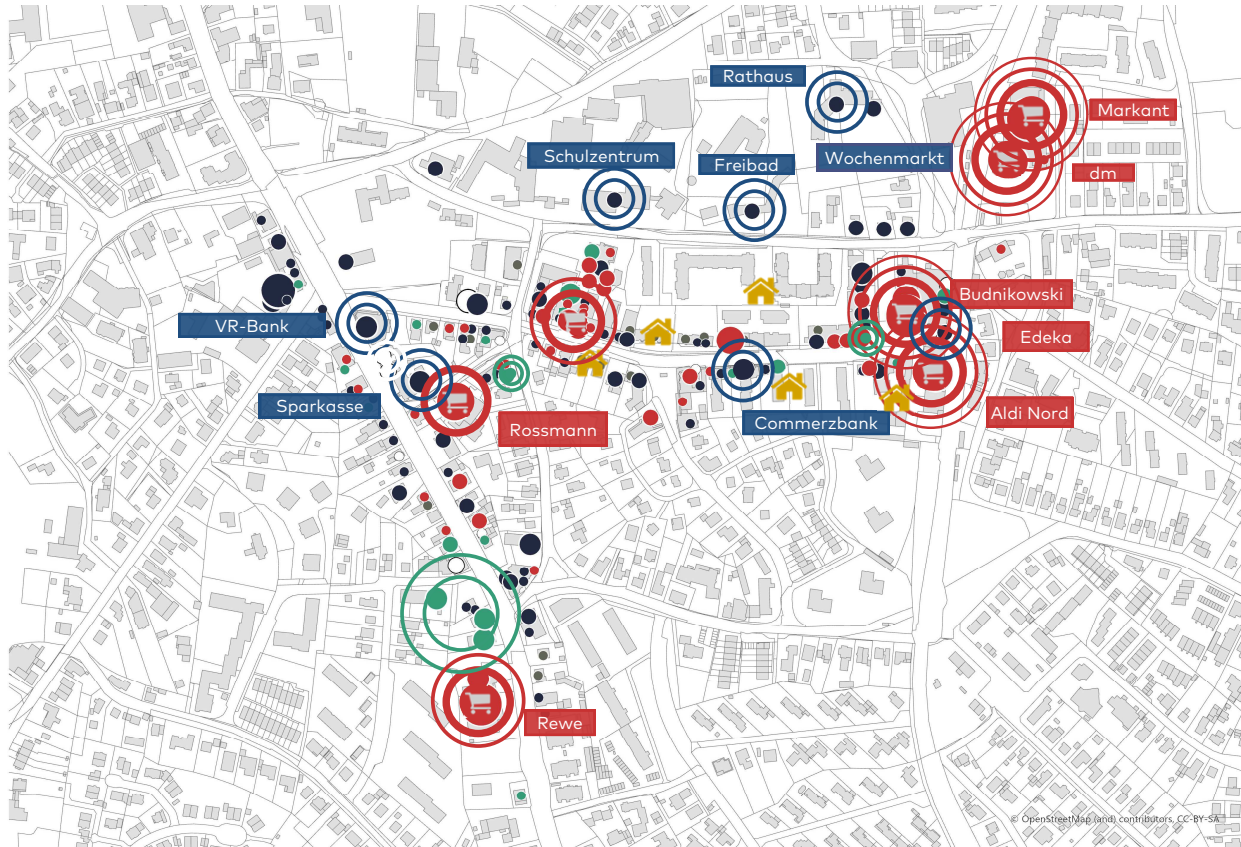 Rathaus
Markant
Schulzentrum
Freibad
Wochenmarkt
dm
Budnikowski
VR-Bank
Edeka
Sparkasse
Rossmann
Commerzbank
Aldi Nord
Rewe
© OpenStreetMap (and) contributors, CC-BY-SA